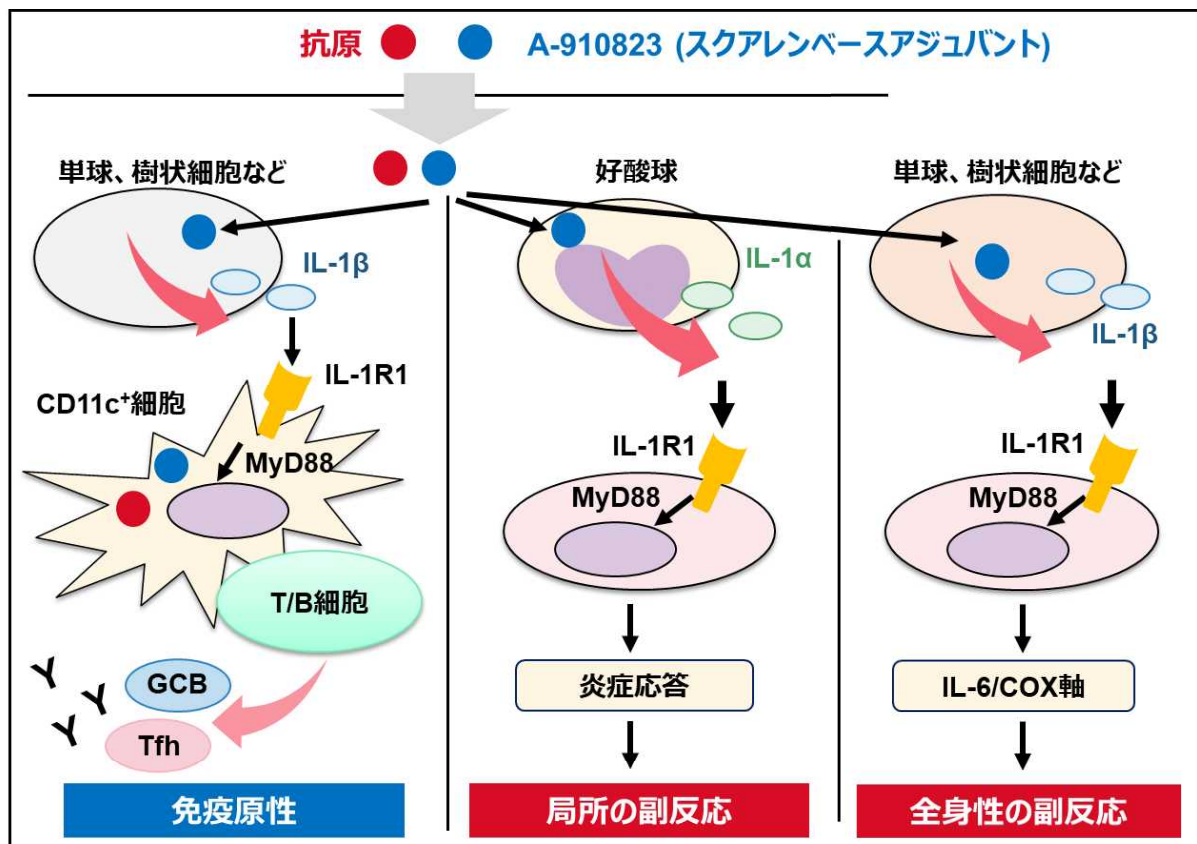 抗原 A-910823 (スクアレンベースアジュバント)
単球、樹状細胞など
IL-1β
IL-1R1
CD11c⁺細胞
MyD88
T/B細胞
GCB
Tfh
免疫原性
好酸球
IL-1α
IL-1R1
MyD88
炎症応答
局所の副反応
単球、樹状細胞など
IL-1β
IL-1R1
MyD88
IL-6/COX軸
全身性の副反応